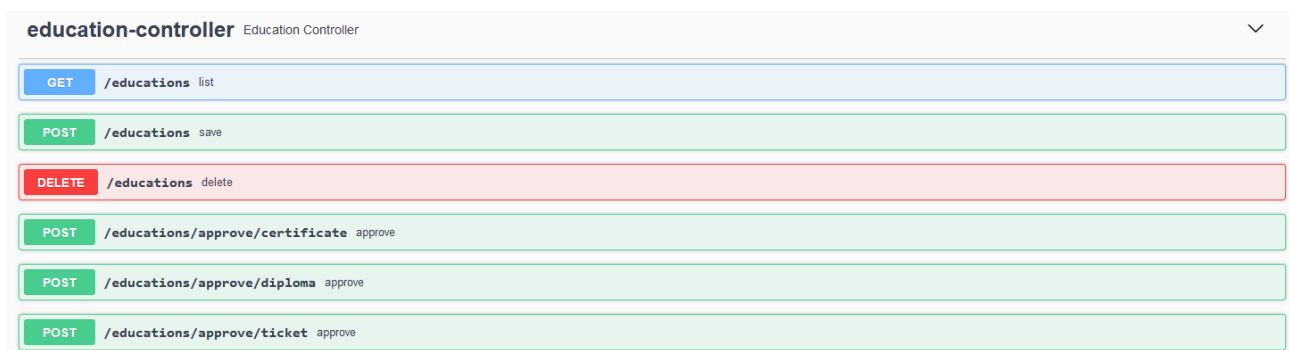 education-controller Education Controller
GET /educations list
POST /educations save
DELETE /educations delete
POST /educations/approve/certificate approve
POST /educations/approve/diploma approve
POST /educations/approve/ticket approve